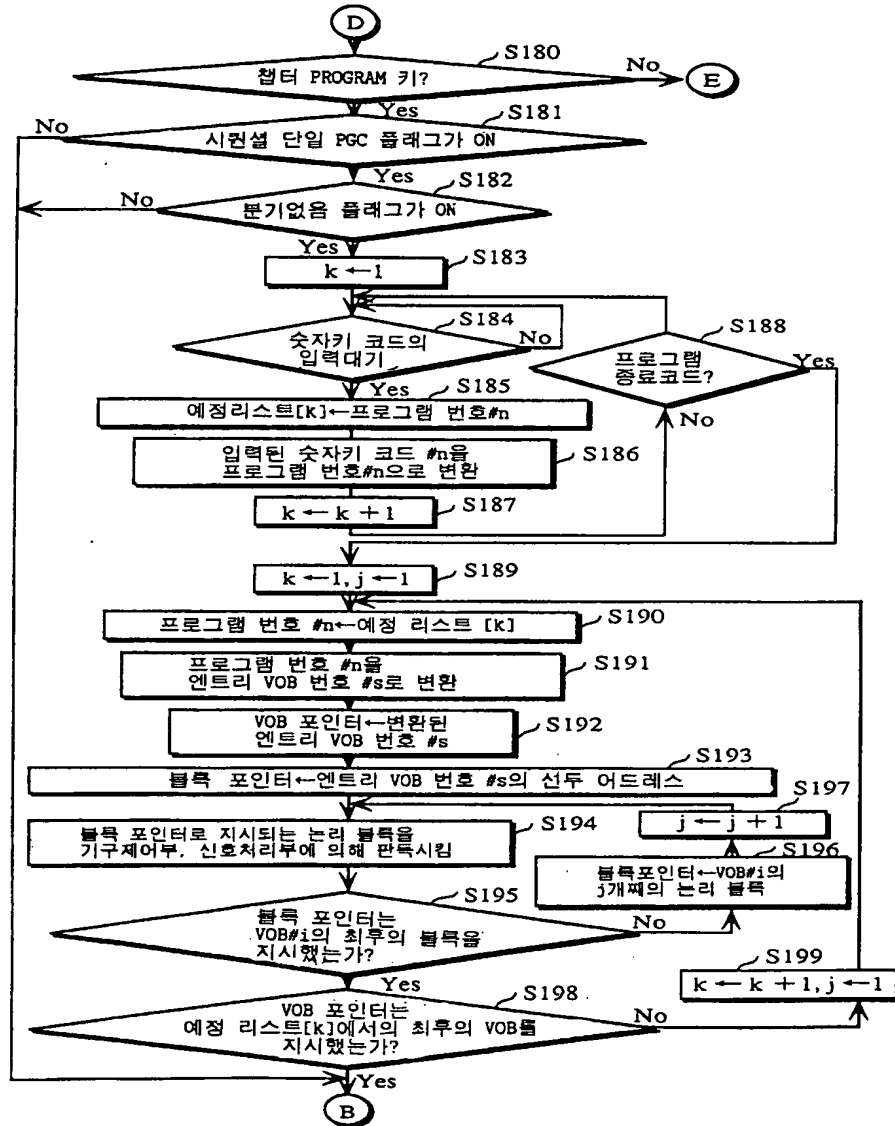 D
S180
챕터 PROGRAM 키?
No
E
Yes
S181
No
시퀀셜 단일 PGC 플래그가 ON
Yes
S182
No
분기없음 플래그가 ON
Yes
S183
k←1
S184
숫자키 코드의
입력대기
No
Yes
S188
프로그램
종료코드?
Yes
No
S185
예정리스트[k]←프로그램 번호#n
입력된 숫자키 코드 #n을
프로그램 번호#n으로 변환
S186
k←k+1
S187
k←1, j←1
S189
프로그램 번호 #n←예정 리스트 [k]
S190
프로그램 번호 #n을
엔트리 VOB 번호 #s로 변환
S191
VOB 포인터←변환된
엔트리 VOB 번호 #s
S192
S193
블록 포인터←엔트리 VOB 번호 #s의 선두 어드레스
S197
j←j+1
블록 포인터로 지시되는 논리 블록을
기구제어부, 신호처리부에 의해 판독시킴
S194
S196
블록포인터←VOB#i의
j개째의 논리 블록
S195
블록 포인터는
VOB#i의 최후의 블록을
지시했는가?
No
Yes
S199
k←k+1, j←1
S198
VOB 포인터는
예정 리스트[k]에서의 최후의 VOB를
지시했는가?
No
Yes
B